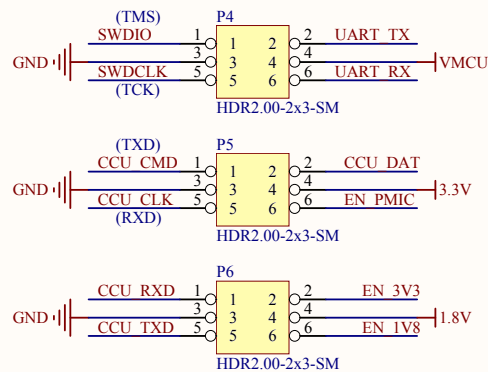 (TMS) P4
SWDIO 1 1 2 2 UART_TX
GND 3 3 4 4 VMCU
SWDCLK 5 5 6 6 UART_RX
(TCK) HDR2.00-2x3-SM
(TXD) P5
CCU_CMD 1 1 2 2 CCU_DAT
GND 3 3 4 4 3.3V
CCU_CLK 5 5 6 6 EN_PMIC
(RXD) HDR2.00-2x3-SM
P6
CCU_RXD 1 1 2 2 EN_3V3
GND 3 3 4 4 1.8V
CCU_TXD 5 5 6 6 EN_1V8
HDR2.00-2x3-SM